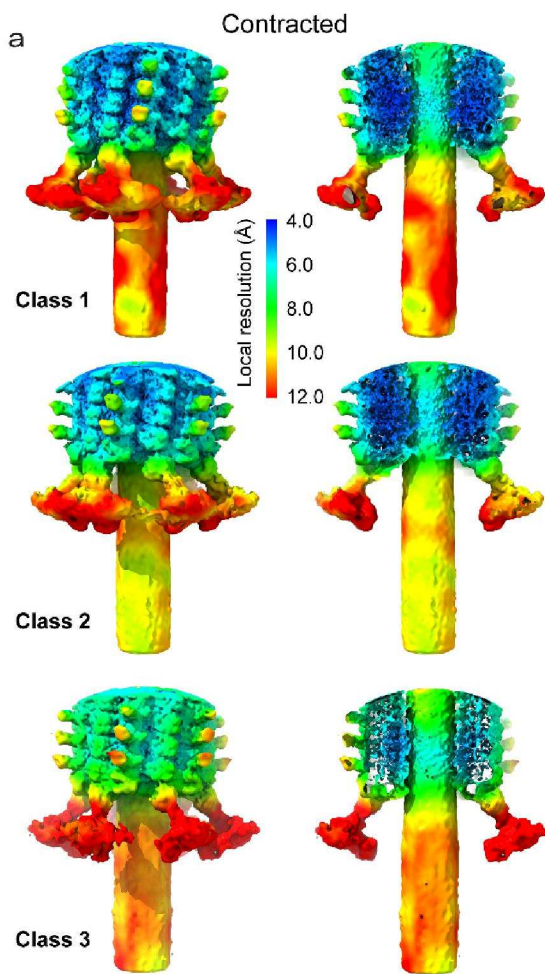 a
Contracted
Local resolution (Å)
4.0
6.0
8.0
10.0
12.0
Class 1
Class 2
Class 3